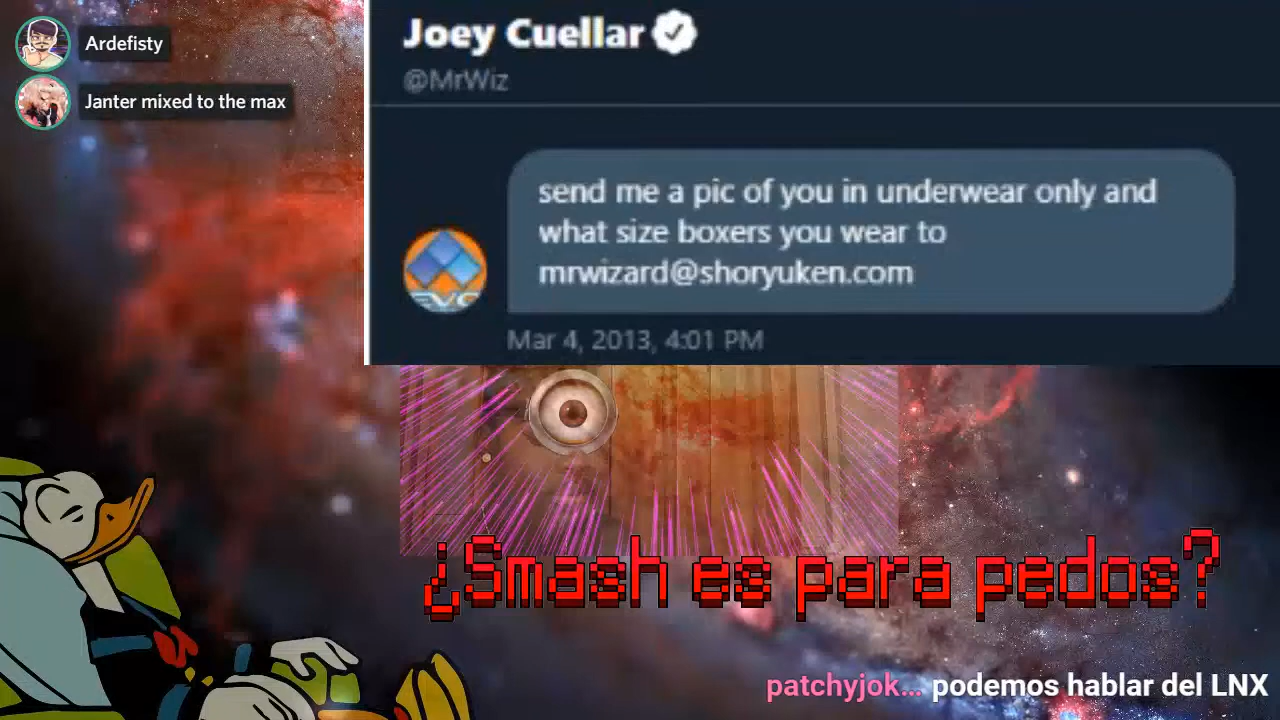 Ardefisty
Janter mixed to the max
Joey Cuellar
@MrWiz
send me a pic of you in underwear only and
what size boxers you wear to
mrwizard@shoryuken.com
EVO
Mar 4, 2013, 4:01 PM
¿Smash es para pedos?
patchyjok... podemos hablar del LNX